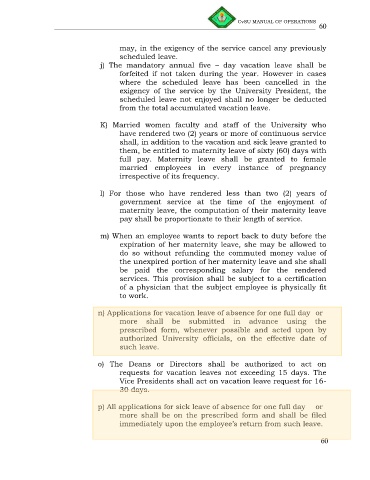 CvSU MANUAL OF OPERATIONS
60
may, in the exigency of the service cancel any previously
scheduled leave.
j) The mandatory annual five – day vacation leave shall be
forfeited if not taken during the year. However in cases
where the scheduled leave has been cancelled in the
exigency of the service by the University President, the
scheduled leave not enjoyed shall no longer be deducted
from the total accumulated vacation leave.
K) Married women faculty and staff of the University who
have rendered two (2) years or more of continuous service
shall, in addition to the vacation and sick leave granted to
them, be entitled to maternity leave of sixty (60) days with
full pay. Maternity leave shall be granted to female
married employees in every instance of pregnancy
irrespective of its frequency.
l) For those who have rendered less than two (2) years of
government service at the time of the enjoyment of
maternity leave, the computation of their maternity leave
pay shall be proportionate to their length of service.
m) When an employee wants to report back to duty before the
expiration of her maternity leave, she may be allowed to
do so without refunding the commuted money value of
the unexpired portion of her maternity leave and she shall
be paid the corresponding salary for the rendered
services. This provision shall be subject to a certification
of a physician that the subject employee is physically fit
to work.
n) Applications for vacation leave of absence for one full day or
more shall be submitted in advance using the
prescribed form, whenever possible and acted upon by
authorized University officials, on the effective date of
such leave.
o) The Deans or Directors shall be authorized to act on
requests for vacation leaves not exceeding 15 days. The
Vice Presidents shall act on vacation leave request for 16-
30 days.
p) All applications for sick leave of absence for one full day or
more shall be on the prescribed form and shall be filed
immediately upon the employee's return from such leave.
60